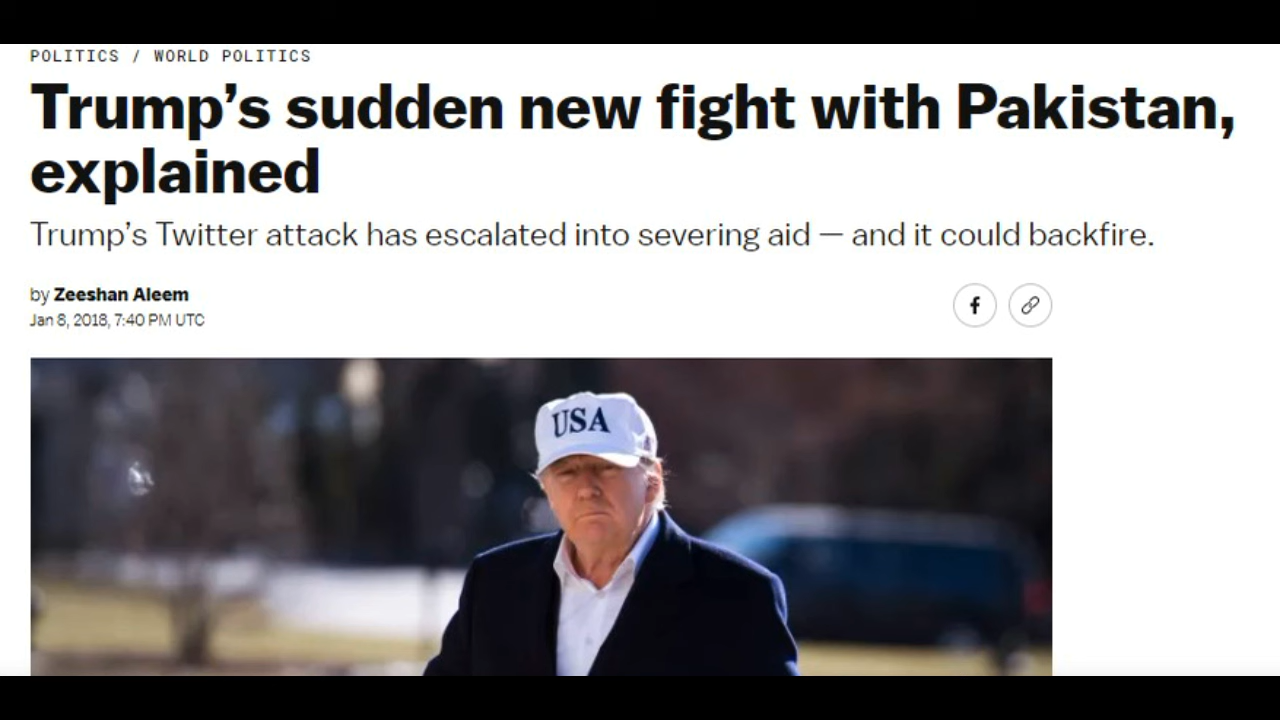 POLITICS / WORLD POLITICS
Trump’s sudden new fight with Pakistan,
explained
Trump’s Twitter attack has escalated into severing aid — and it could backfire.
by Zeeshan Aleem
Jan 8, 2018, 7:40 PM UTC
USA